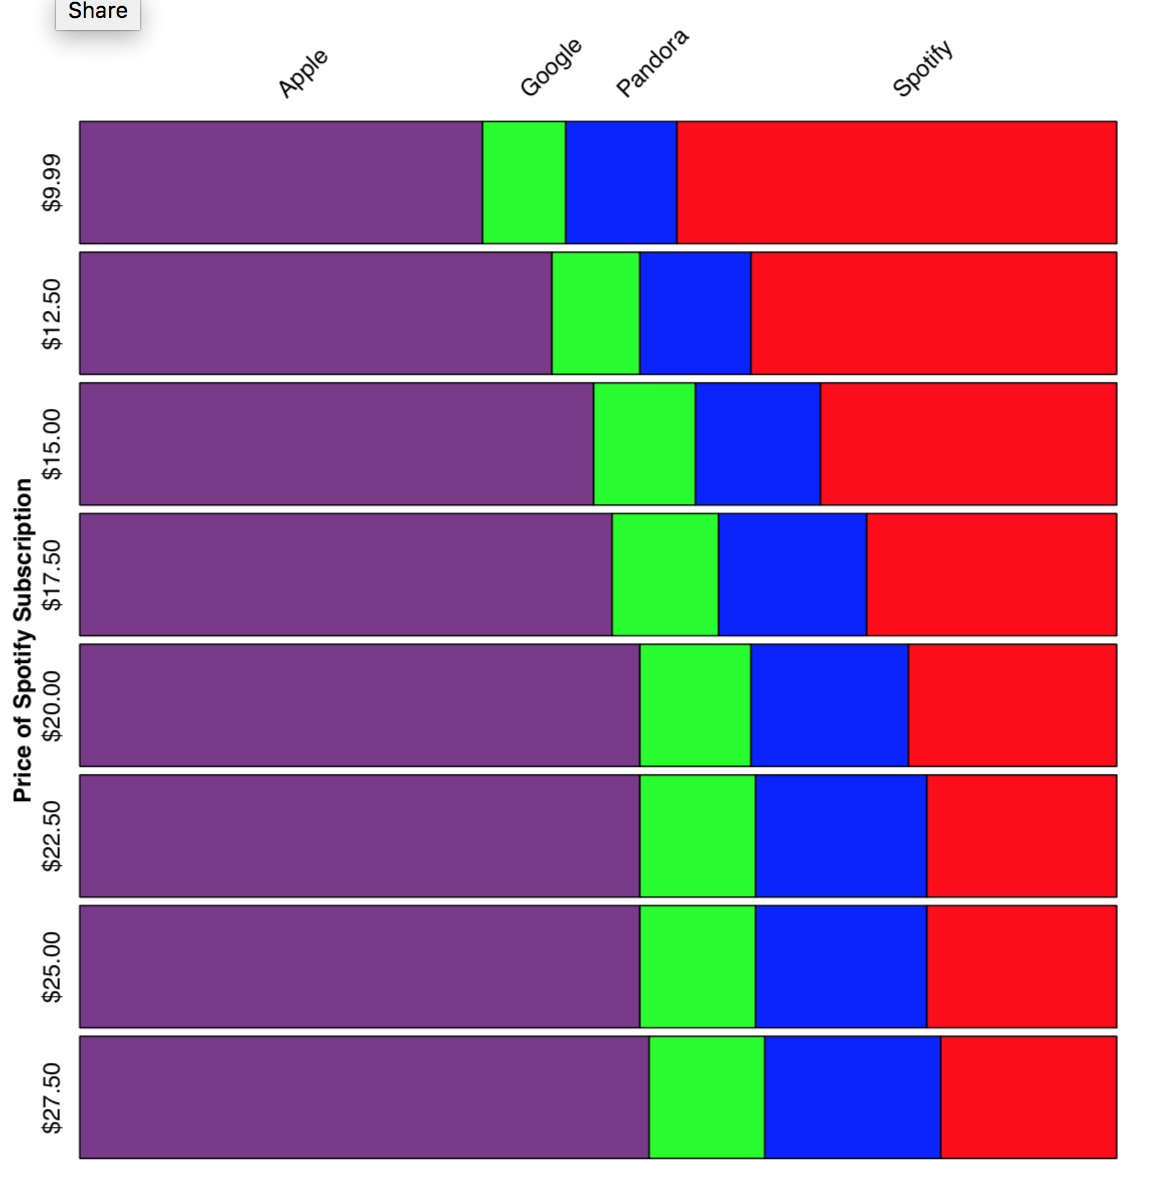 Share
Apple
Google
Pandora
Spotify
Price of Spotify Subscription
$9.99
$12.50
$15.00
$17.50
$20.00
$22.50
$25.00
$27.50